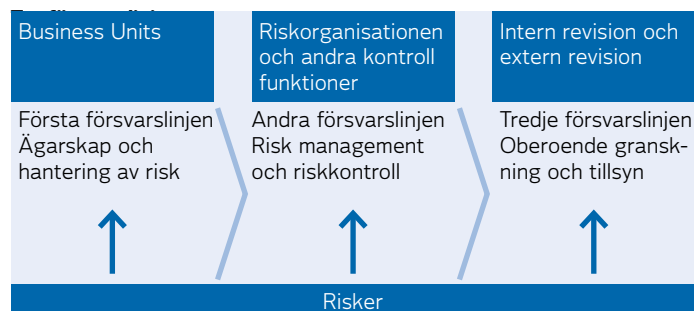 Business Units
Första försvarslinjen
Ägarskap och
hantering av risk
Riskorganisationen
och andra kontroll
funktioner
Andra försvarslinjen
Risk management
och riskkontroll
Intern revision och
extern revision
Tredje försvarslinjen
Oberoende gransk-
ning och tillsyn
Risker